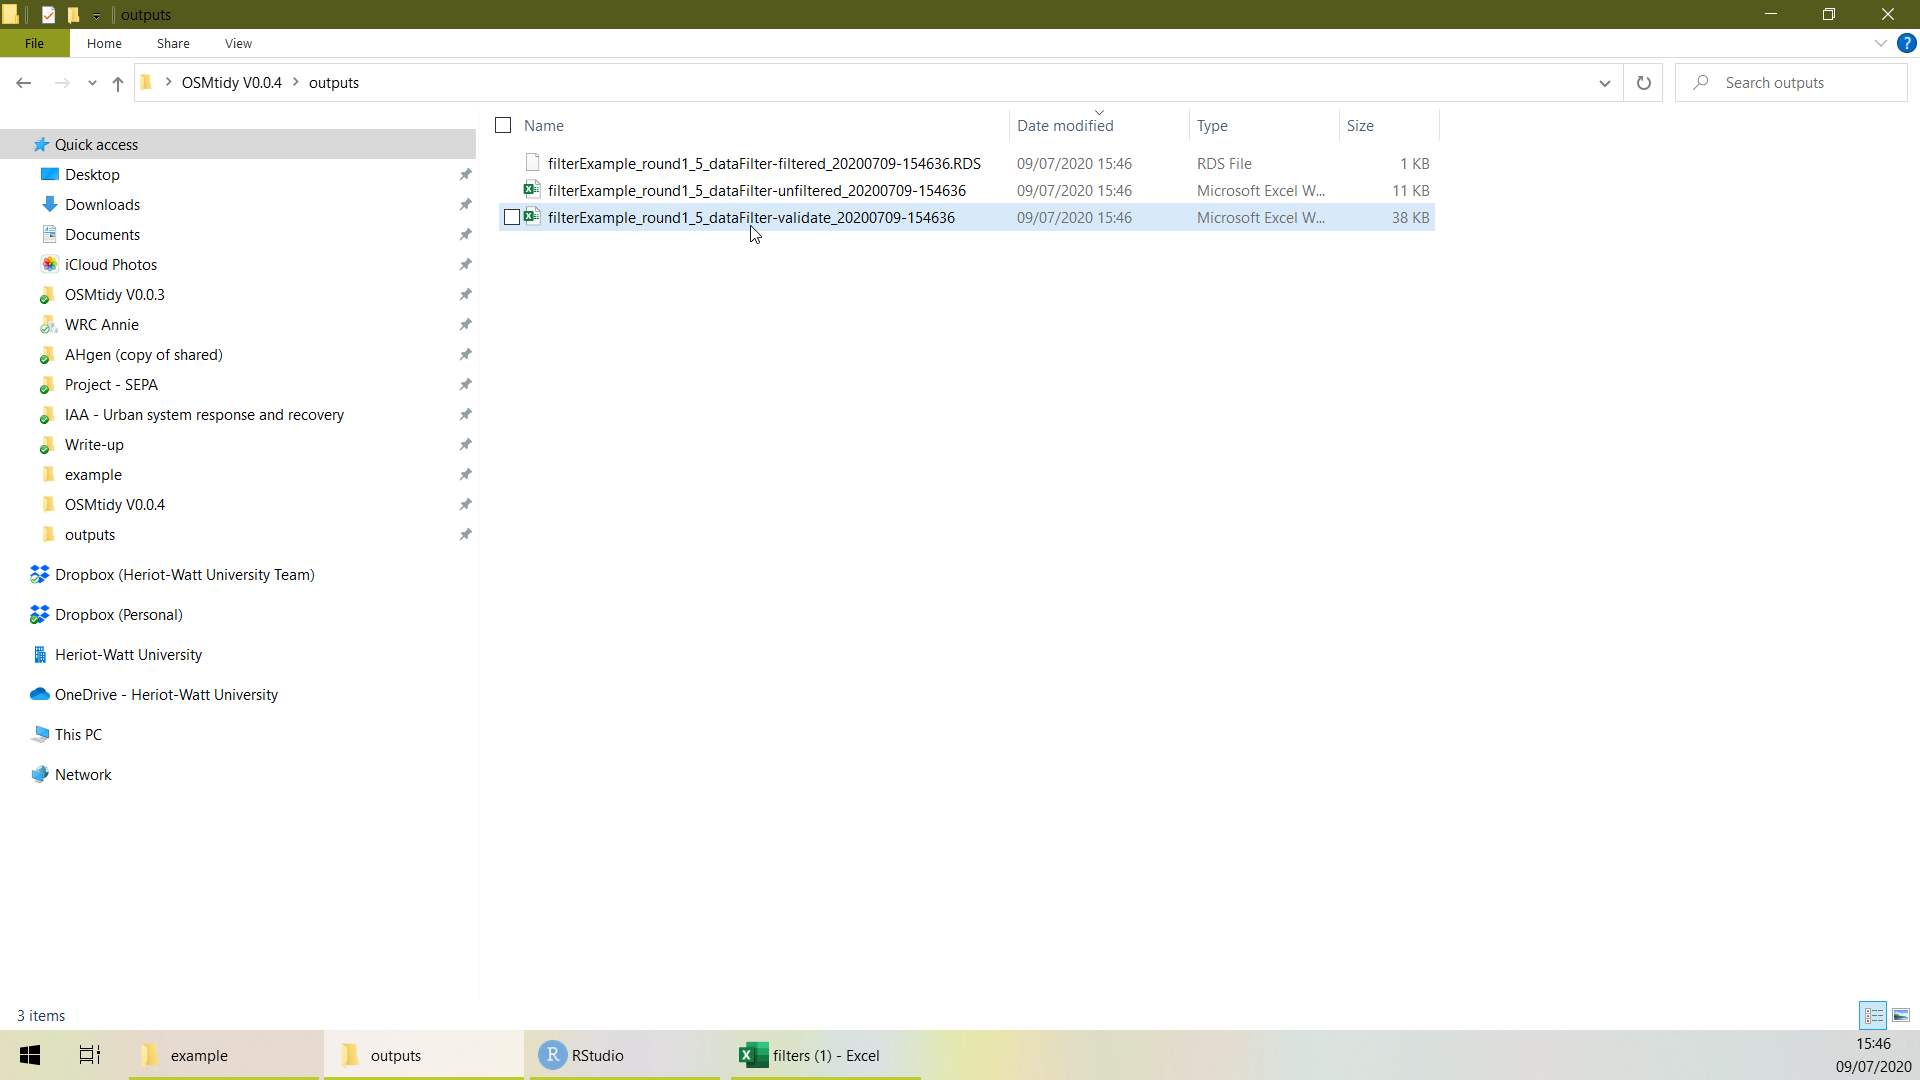 outputs
File Home Share View ?
OSMtidy V0.0.4 outputs Search outputs
Name Date modified Type Size
Quick access
Desktop
Downloads
Documents
iCloud Photos
OSMtidy V0.0.3
WRC Annie
AHgen (copy of shared)
Project - SEPA
IAA - Urban system response and recovery
Write-up
example
OSMtidy V0.0.4
outputs
Dropbox (Heriot-Watt University Team)
Dropbox (Personal)
Heriot-Watt University
OneDrive - Heriot-Watt University
This PC
Network
filterExample_round1_5_dataFilter-filtered_20200709-154636.RDS 09/07/2020 15:46 RDS File 1 KB
filterExample_round1_5_dataFilter-unfiltered_20200709-154636 09/07/2020 15:46 Microsoft Excel W... 11 KB
filterExample_round1_5_dataFilter-validate_20200709-154636 09/07/2020 15:46 Microsoft Excel W... 38 KB
3 items
example outputs R RStudio filters (1) - Excel
15:46
09/07/2020